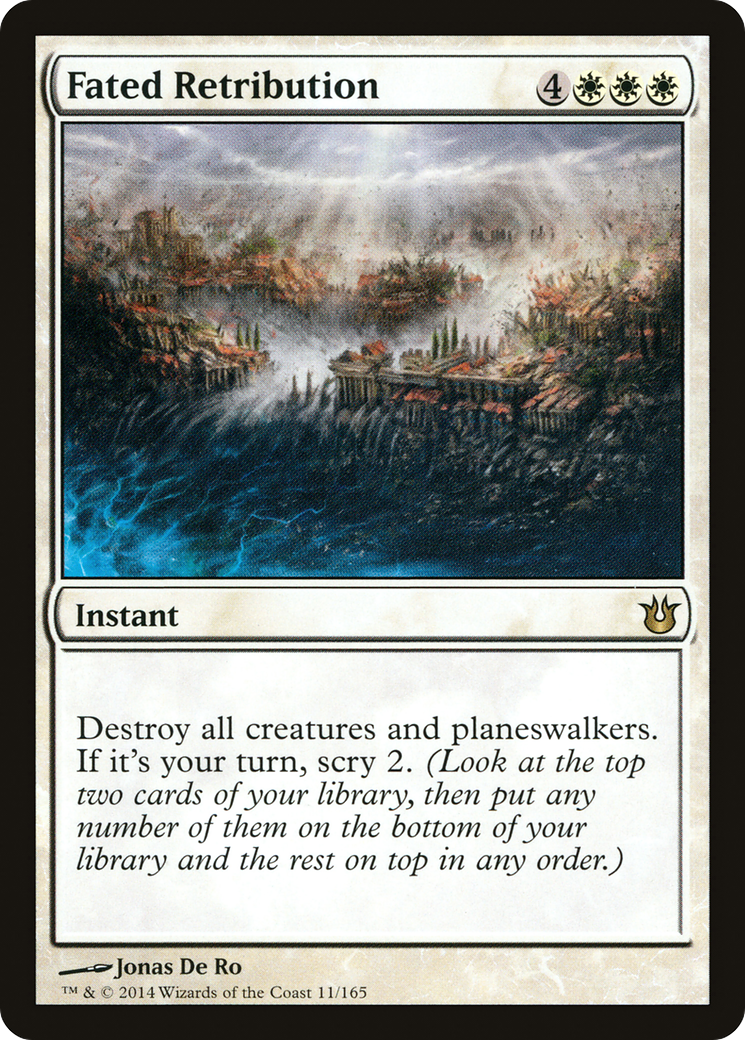 Fated Retribution 4
Instant
Destroy all creatures and planeswalkers.
If it's your turn, scry 2. (Look at the top
two cards of your library, then put any
number of them on the bottom of your
library and the rest on top in any order.)
Jonas De Ro
™ & © 2014 Wizards of the Coast 11/165